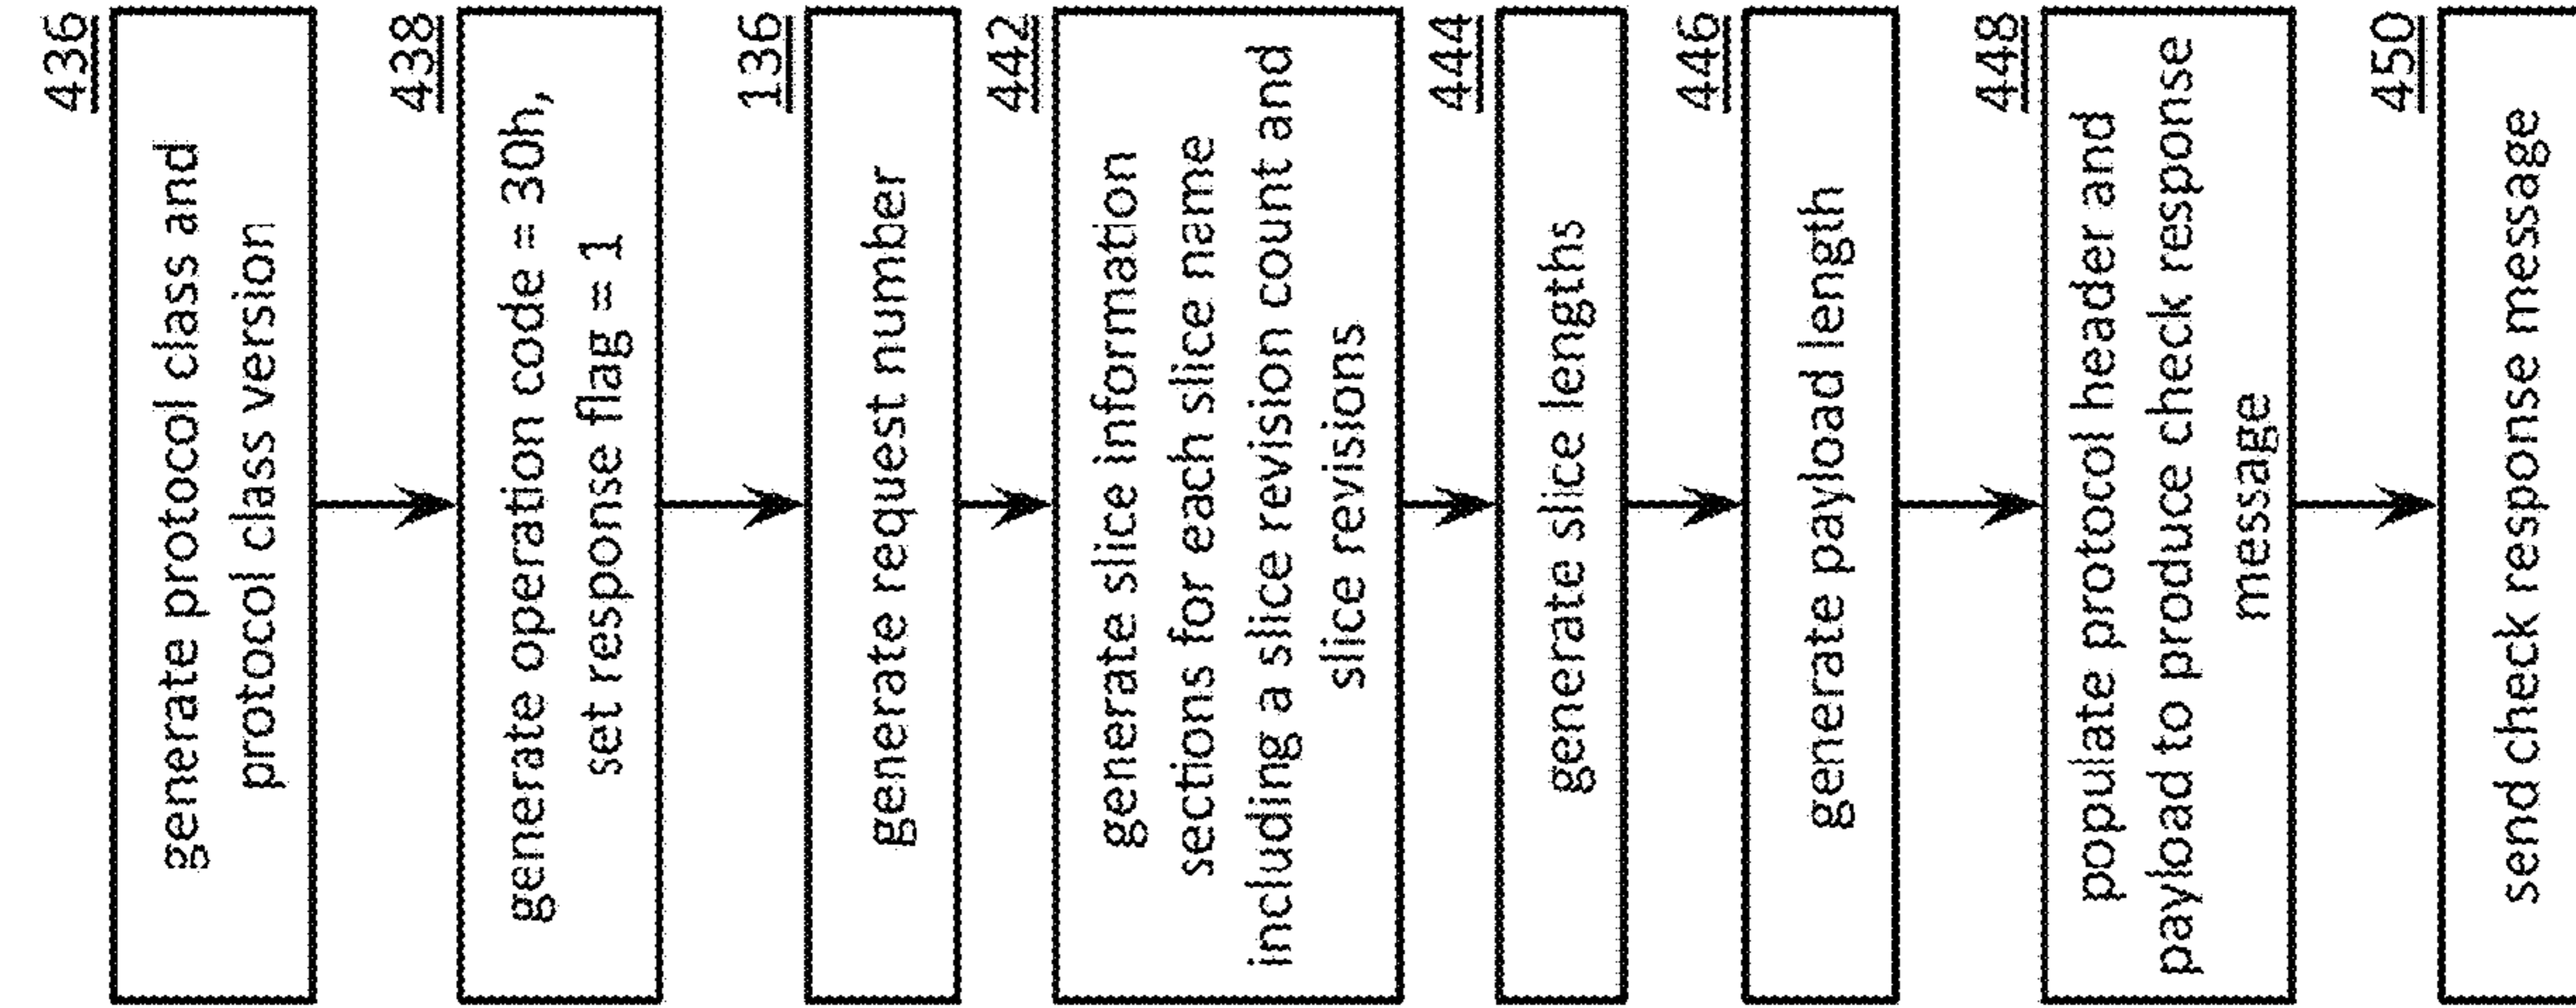 436
generate protocol class and
protocol class version
438
generate operation code = 30h,
set response flag = 1
136
generate request number
442
generate slice information
sections for each slice name
including a slice revision count and
slice revisions
444
generate slice lengths
446
generate payload length
448
populate protocol header and
payload to produce check response
message
450
send check response message